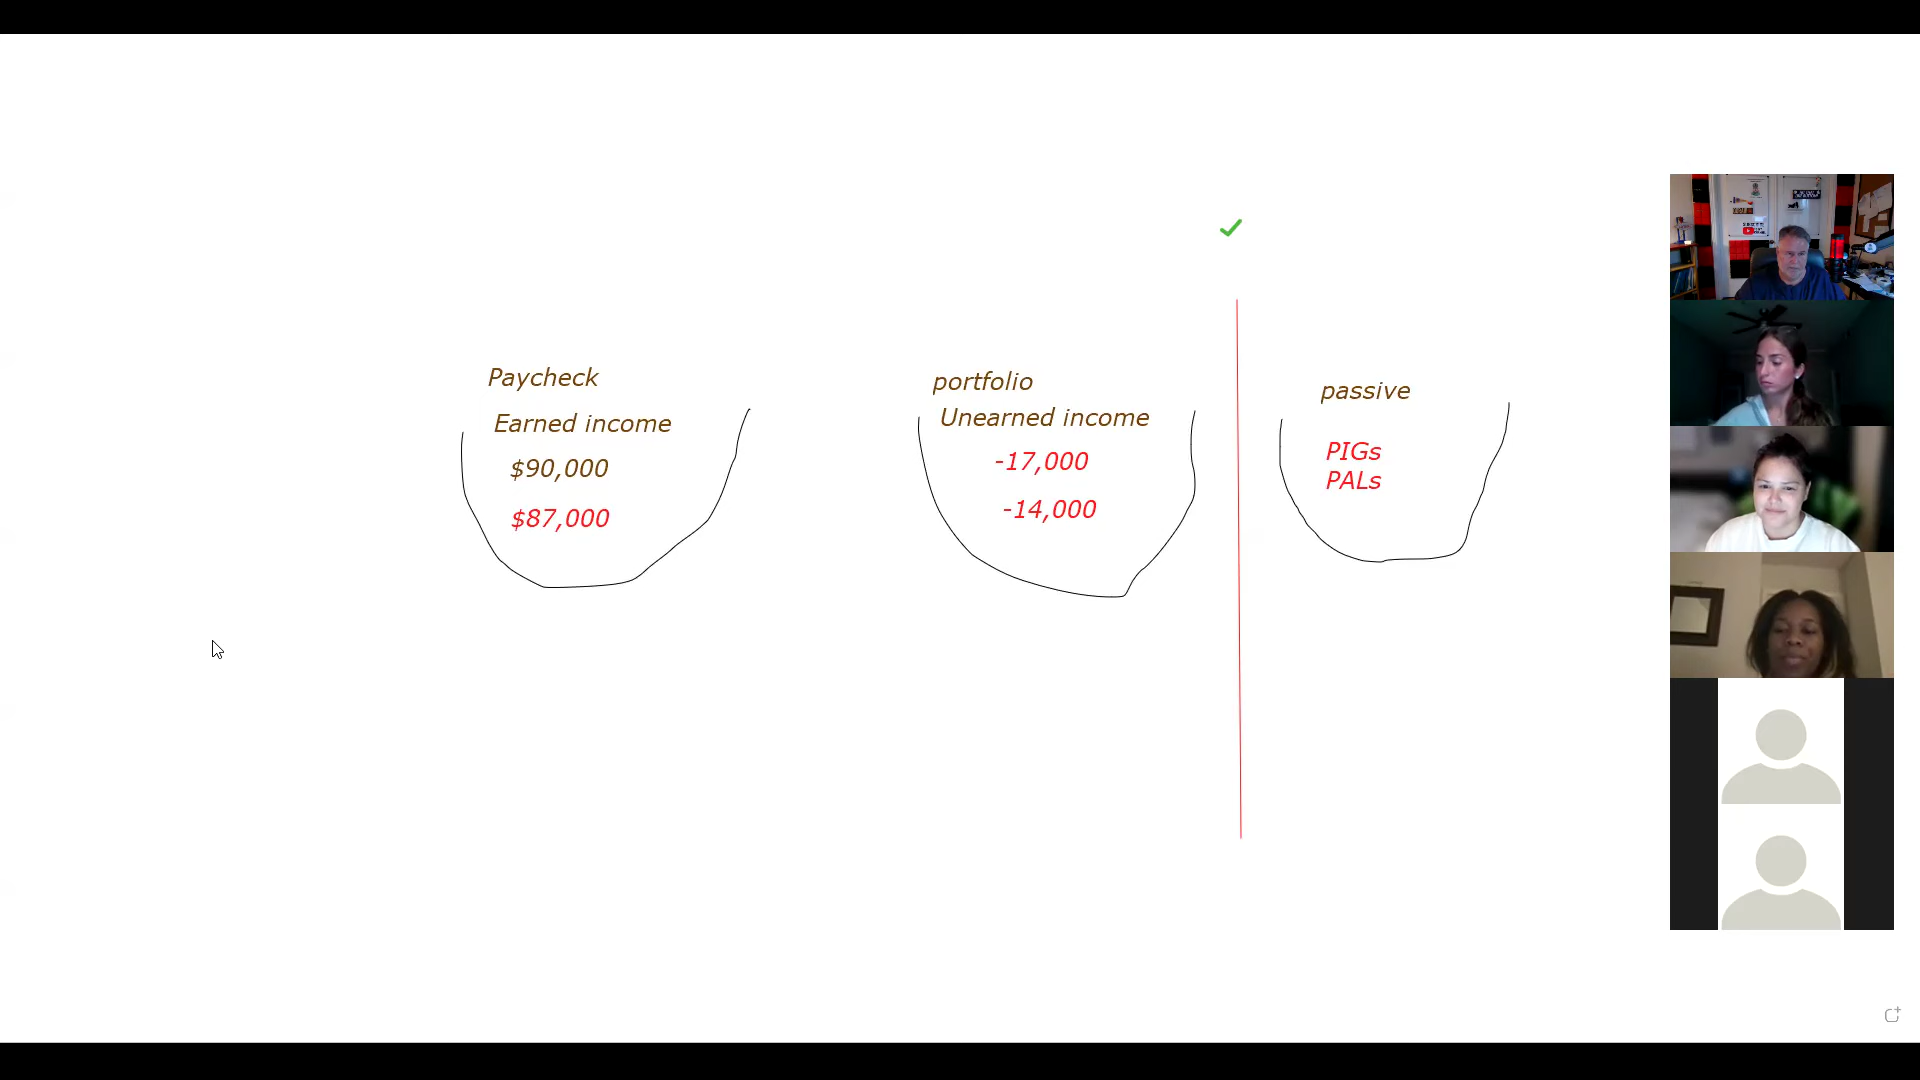 Paycheck
Earned income
$90,000
$87,000
portfolio
Unearned income
-17,000
-14,000
passive
PIGs
PALs